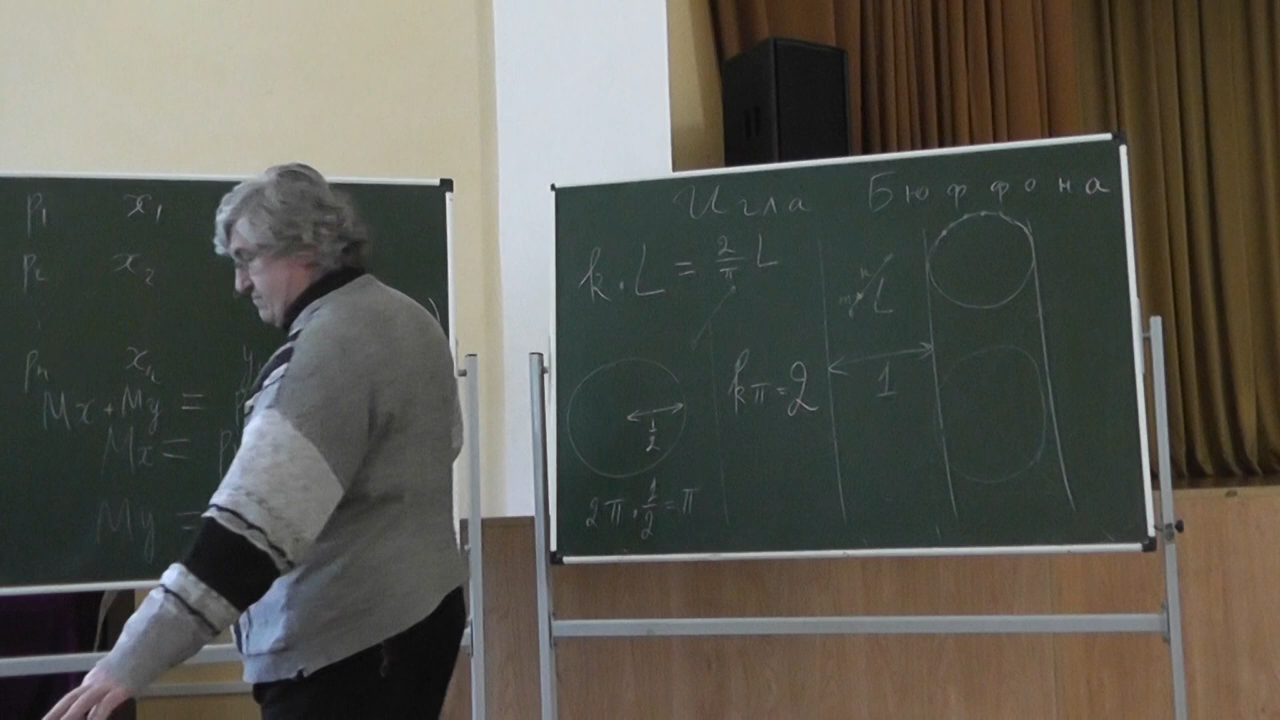 p₁ x₁
p₂ x₂
pₙ xₙ y
Mx + My =
Mx = p
My =
Игла Бюффона
k · L = 2/π L
L
kπ = 2
1
1/2
2π · 1/2 = π